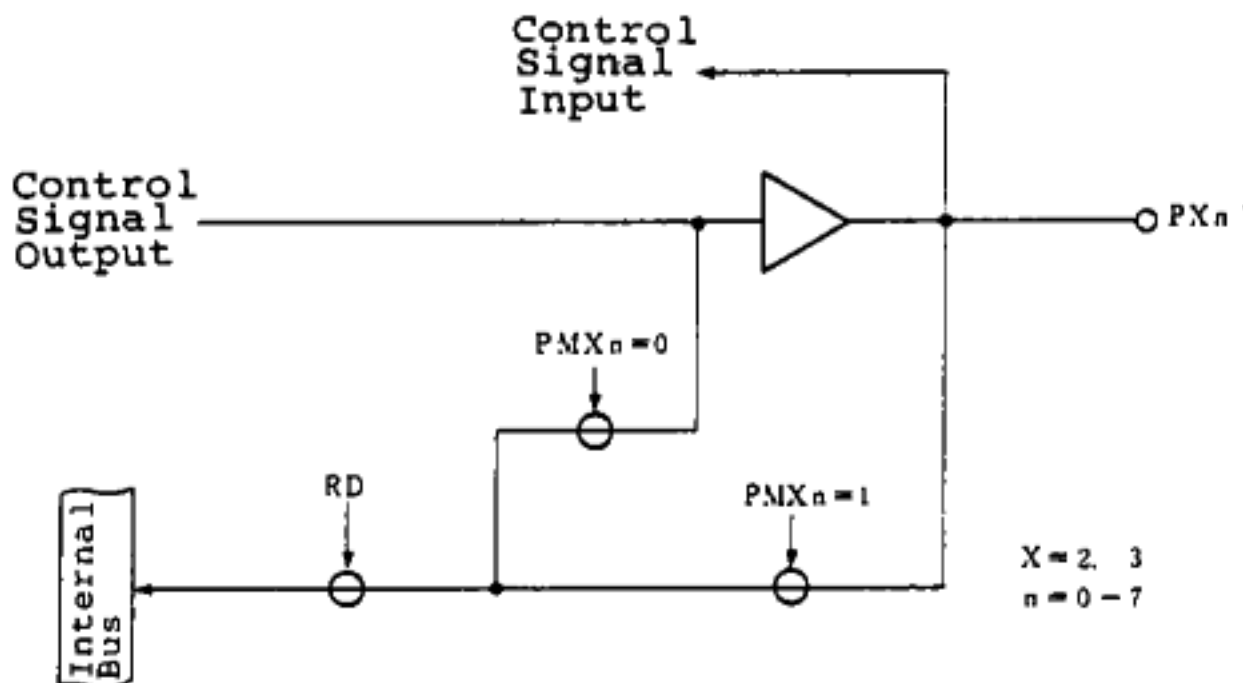 Control
Signal
Input
Control
Signal
Output
PXn
PMXn=0
RD
PMXn=1
Internal
Bus
X=2, 3
n=0-7